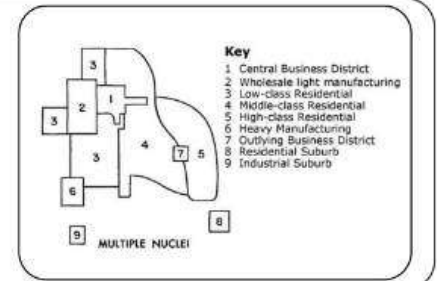 3
1
2
3
3
4
7
5
6
9
8
MULTIPLE NUCLEI
Key
1 Central Business District
2 Wholesale light manufacturing
3 Low-class Residential
4 Middle-class Residential
5 High-class Residential
6 Heavy Manufacturing
7 Outlying Business District
8 Residential Suburb
9 Industrial Suburb